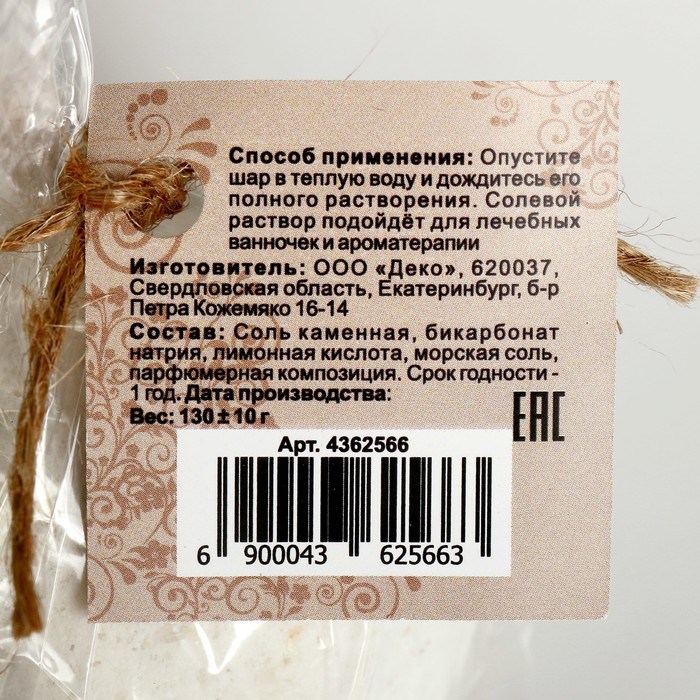 Способ применения: Опустите
шар в теплую воду и дождитесь его
полного растворения. Солевой
раствор подойдёт для лечебных
ванночек и ароматерапии
Изготовитель: ООО «Деко», 620037,
Свердловская область, Екатеринбург, б-р
Петра Кожемяко 16-14
Состав: Соль каменная, бикарбонат
натрия, лимонная кислота, морская соль,
парфюмерная композиция. Срок годности -
1 год. Дата производства:
Вес: 130 ± 10 г
EAC
Арт. 4362566
6 900043 625663